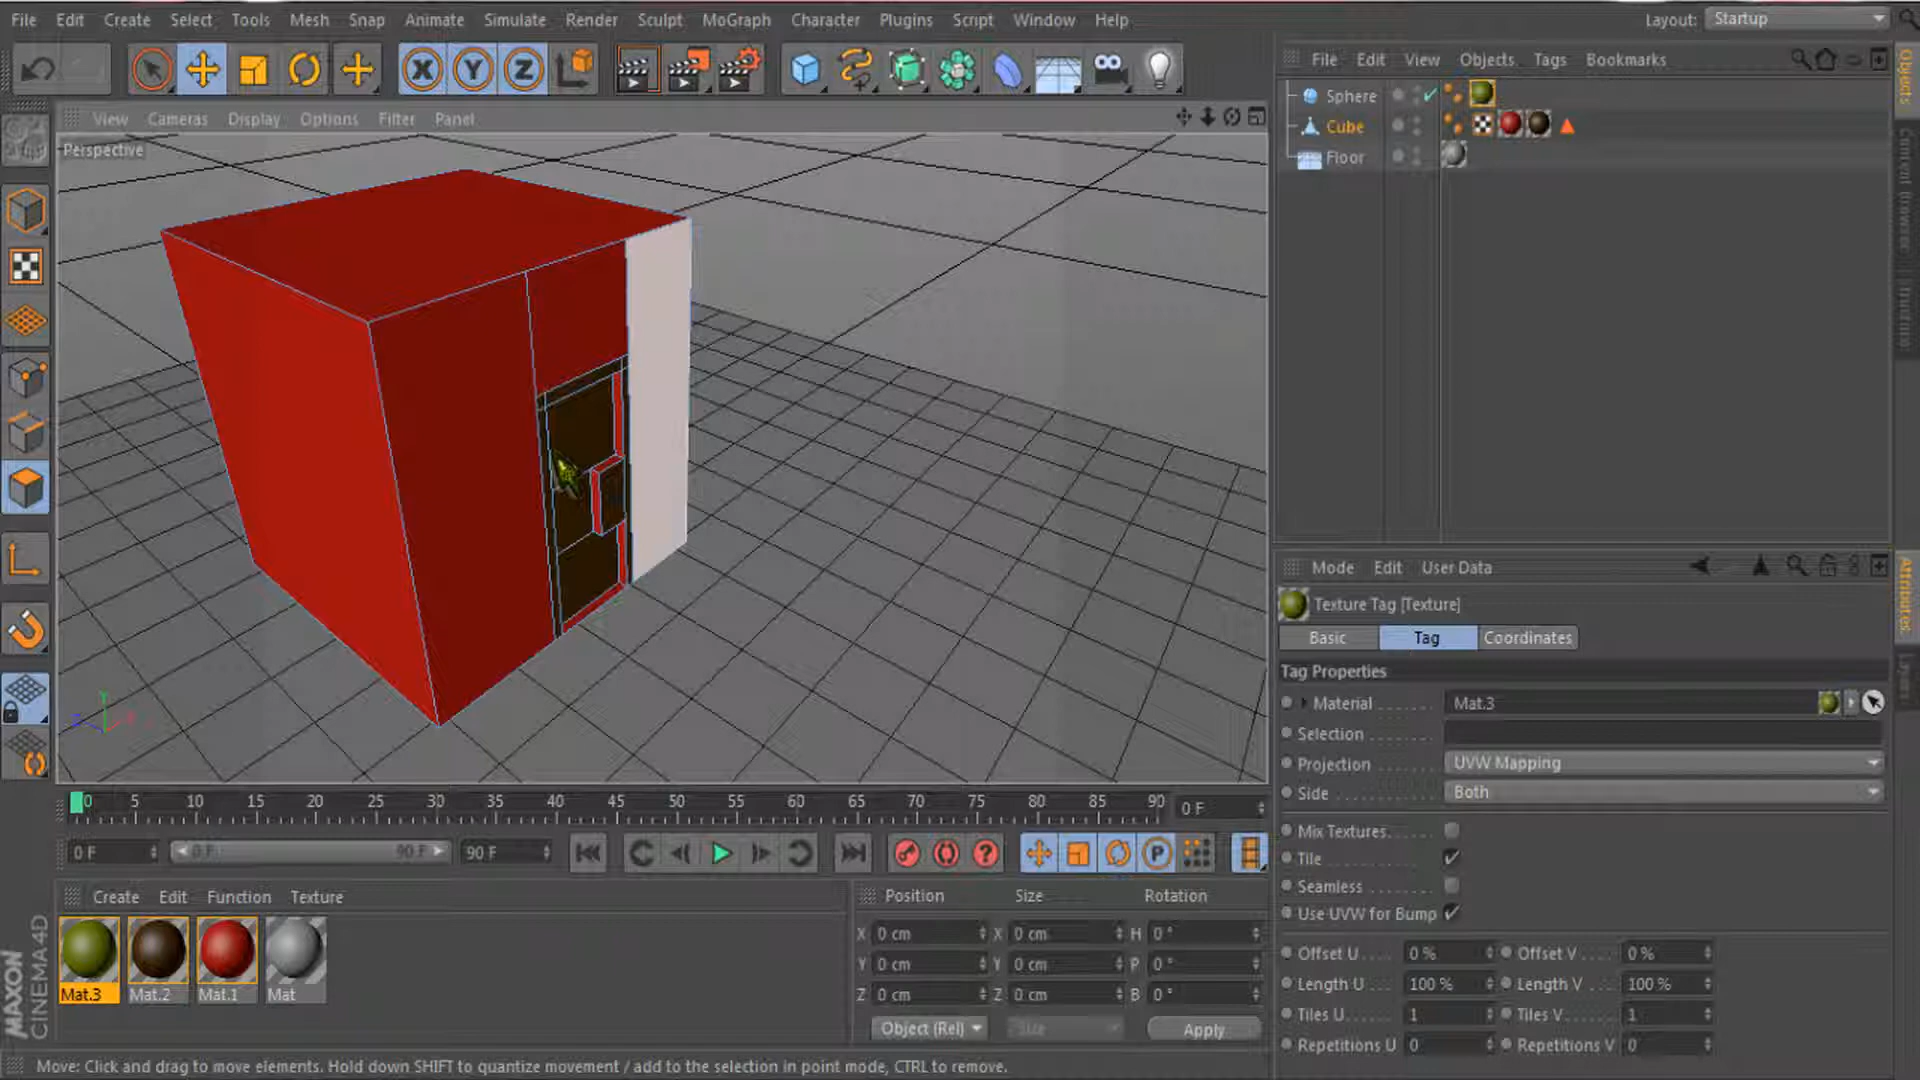 File Edit Create Select Tools Mesh Snap Animate Simulate Render Sculpt MoGraph Character Plugins Script Window Help
Layout: Startup
File Edit View Objects Tags Bookmarks
Objects
Sphere
Cube
Floor
View Cameras Display Options Filter Panel
Perspective
X Y Z
Mode Edit User Data
Attributes
Texture Tag [Texture]
Basic Tag Coordinates
Tag Properties
Material Mat.3
Selection
Projection UVW Mapping
Side Both
Mix Textures
Tile
Seamless
Use UVW for Bump
Offset U 0 % Offset V 0 %
Length U 100 % Length V 100 %
Tiles U 1 Tiles V 1
Repetitions U 0 Repetitions V 0
0 5 10 15 20 25 30 35 40 45 50 55 60 65 70 75 80 85 90 0 F
0 F 0 F 90 F 90 F
P
Create Edit Function Texture
Mat.3 Mat.2 Mat.1 Mat
Position Size Rotation
X 0 cm X 0 cm H 0 °
Y 0 cm Y 0 cm P 0 °
Z 0 cm Z 0 cm B 0 °
Object (Rel) Size Apply
MAXON
CINEMA4D
Move: Click and drag to move elements. Hold down SHIFT to quantize movement / add to the selection in point mode, CTRL to remove.